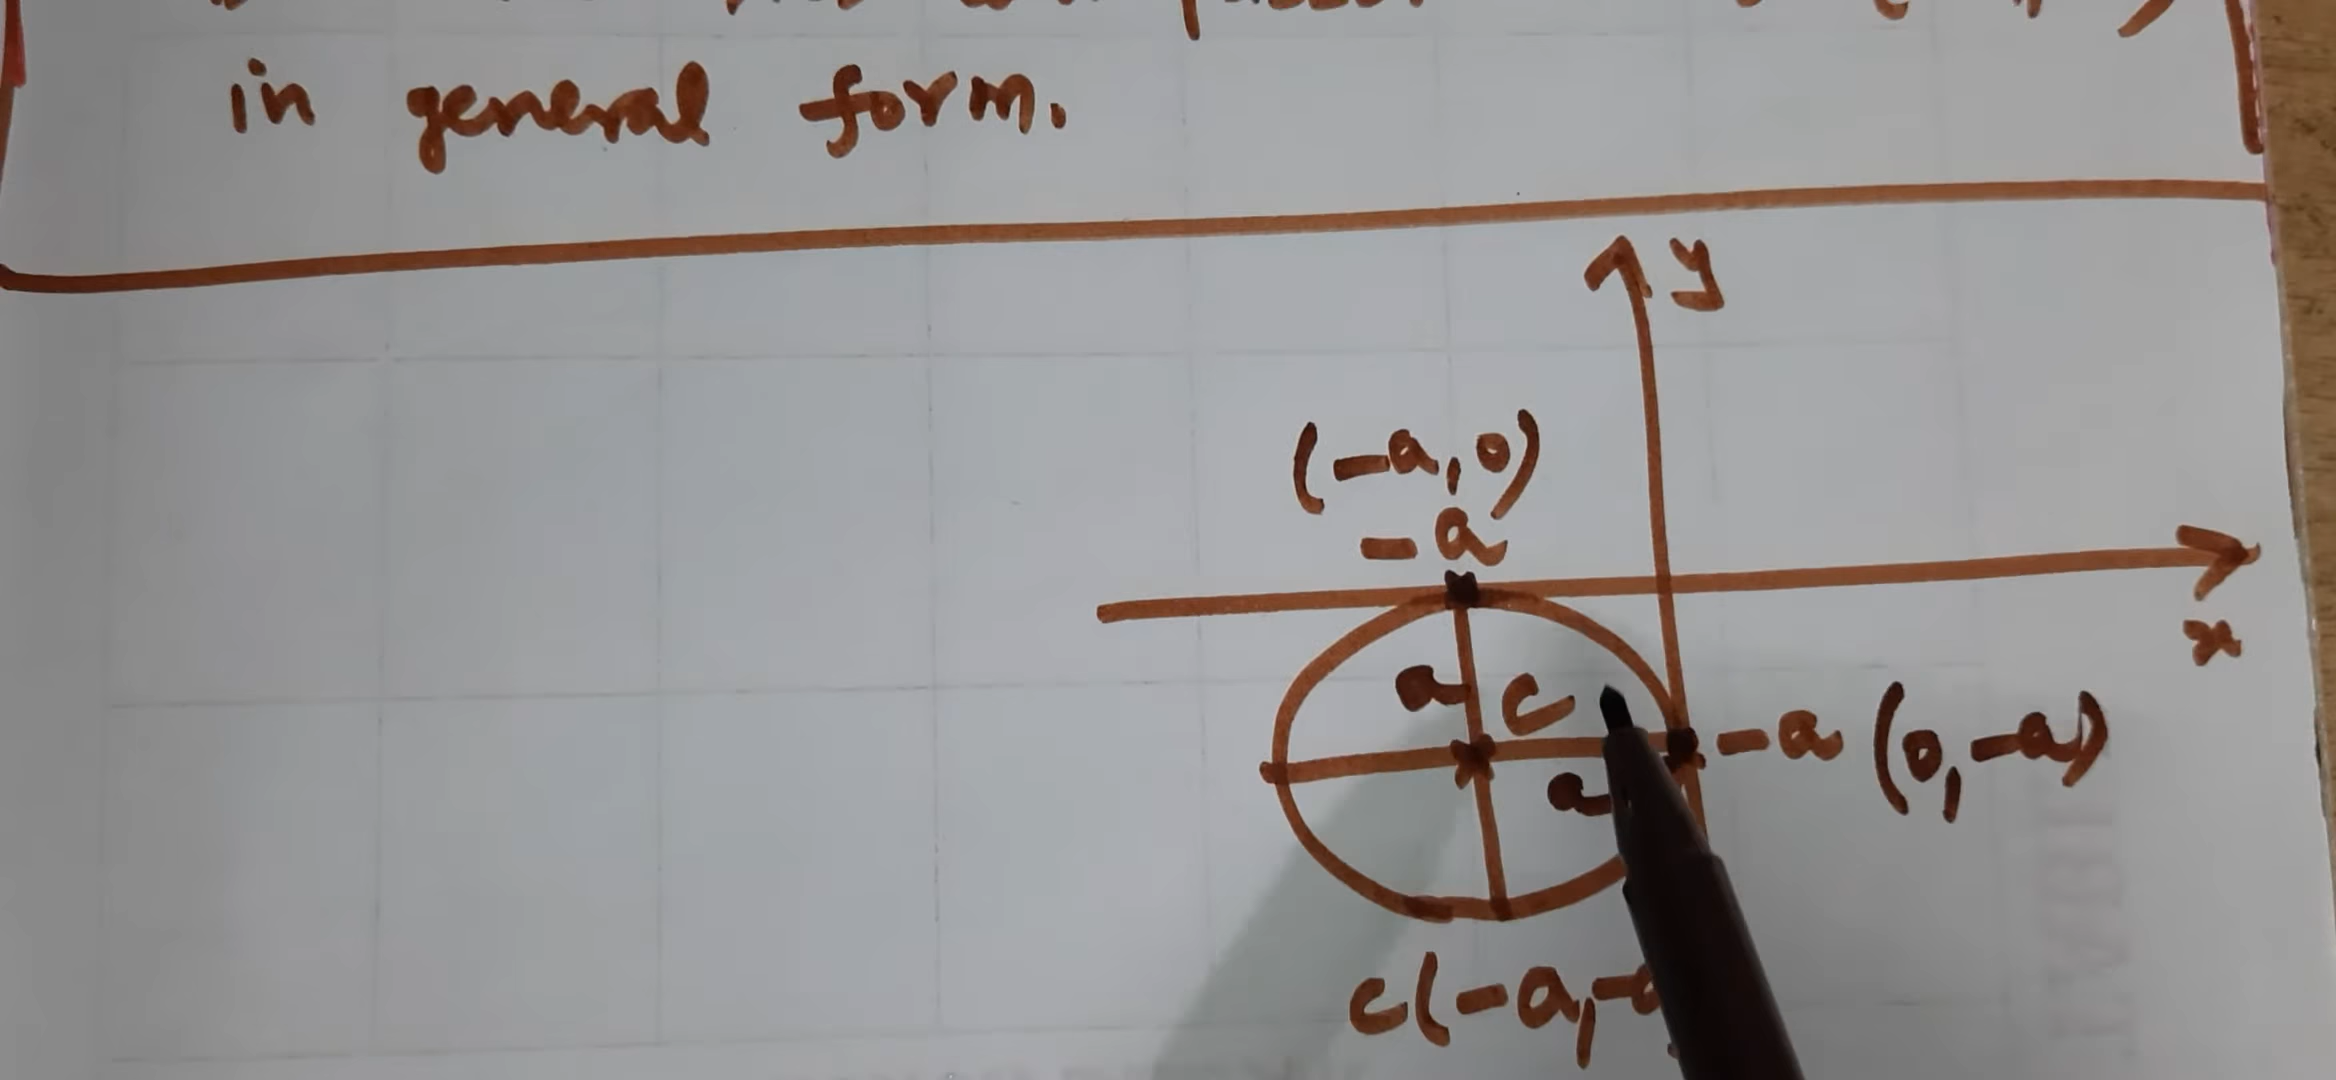 in general form.
y
(-a, 0)
-a
x
a
c
-a (0, -a)
a
c(-a,